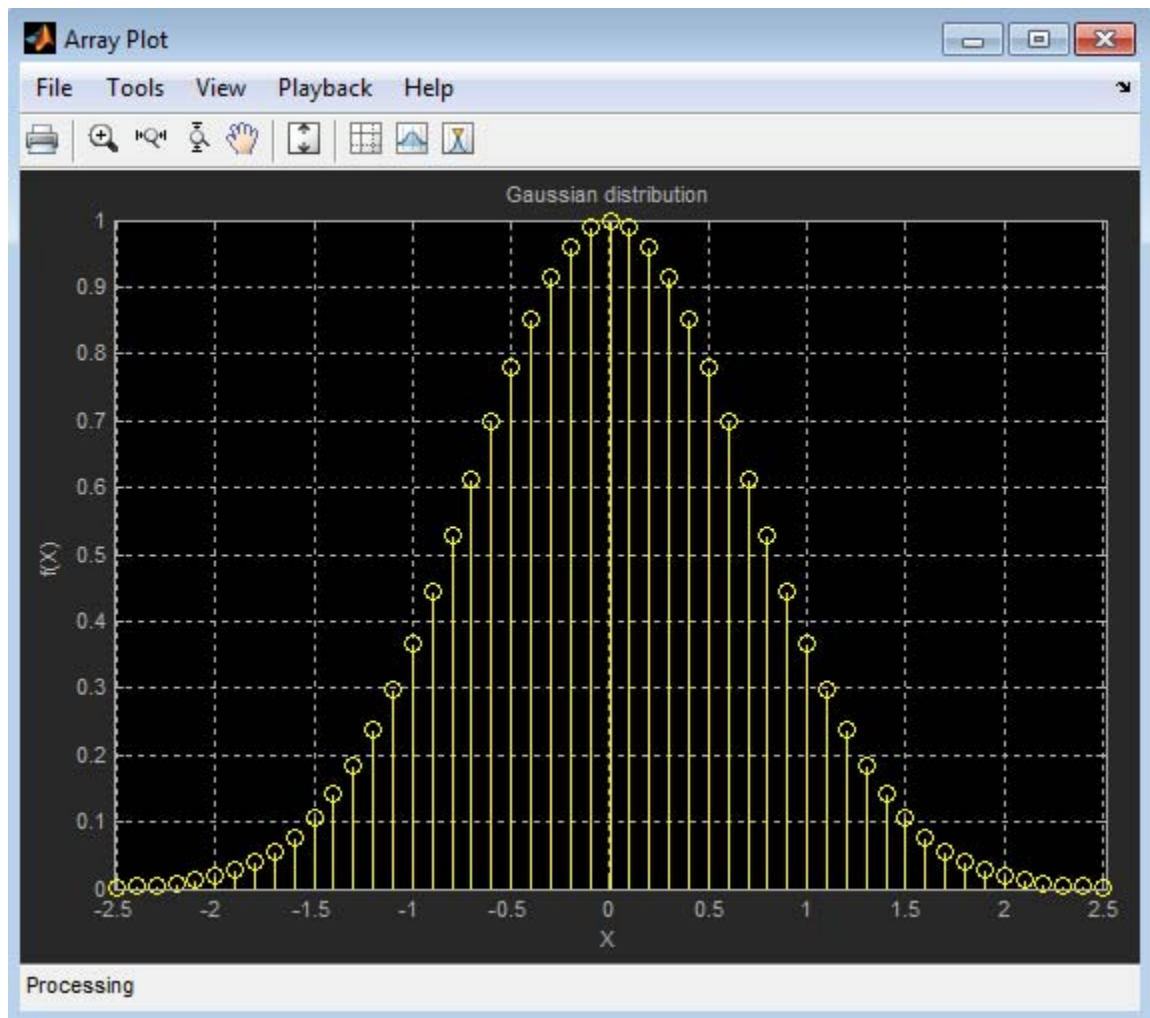 Array Plot
File Tools View Playback Help
Gaussian distribution
1
0.9
0.8
0.7
0.6
0.5
0.4
0.3
0.2
0.1
0
f(X)
-2.5 -2 -1.5 -1 -0.5 0 0.5 1 1.5 2 2.5
X
Processing